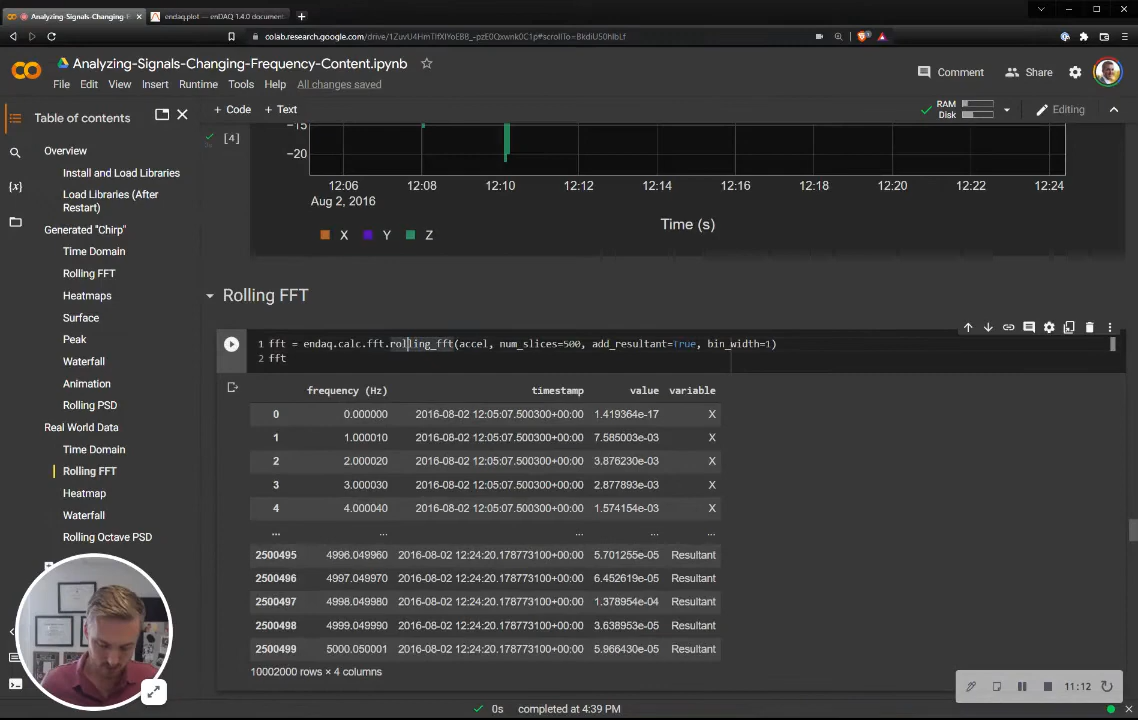 Analyzing-Signals-Changing-F
endaq.plot — enDAQ 1.4.0 document
colab.research.google.com/drive/
Analyzing-Signals-Changing-Frequency-Content.ipynb
Comment
Share
File Edit View Insert Runtime Tools Help All changes saved
+ Code + Text
RAM
Disk
Editing
Table of contents
Overview
Install and Load Libraries
Load Libraries (After
Restart)
Generated "Chirp"
Time Domain
Rolling FFT
Heatmaps
Surface
Peak
Waterfall
Animation
Rolling PSD
Real World Data
Time Domain
Rolling FFT
Heatmap
Waterfall
Rolling Octave PSD
[4]
−15
−20
12:06 12:08 12:10 12:12 12:14 12:16 12:18 12:20 12:22 12:24
Aug 2, 2016
Time (s)
X Y Z
Rolling FFT
1 fft = endaq.calc.fft.rolling_fft(accel, num_slices=500, add_resultant=True, bin_width=1)
2 fft
frequency (Hz) timestamp value variable
0 0.000000 2016-08-02 12:05:07.500300+00:00 1.419364e-17 X
1 1.000010 2016-08-02 12:05:07.500300+00:00 7.585003e-03 X
2 2.000020 2016-08-02 12:05:07.500300+00:00 3.876230e-03 X
3 3.000030 2016-08-02 12:05:07.500300+00:00 2.877893e-03 X
4 4.000040 2016-08-02 12:05:07.500300+00:00 1.574154e-03 X
... ... ... ... ...
2500495 4996.049960 2016-08-02 12:24:20.178773100+00:00 5.701255e-05 Resultant
2500496 4997.049970 2016-08-02 12:24:20.178773100+00:00 6.452619e-05 Resultant
2500497 4998.049980 2016-08-02 12:24:20.178773100+00:00 1.378954e-04 Resultant
2500498 4999.049990 2016-08-02 12:24:20.178773100+00:00 3.638953e-05 Resultant
2500499 5000.050001 2016-08-02 12:24:20.178773100+00:00 5.966430e-05 Resultant
10002000 rows × 4 columns
11:12
0s completed at 4:39 PM